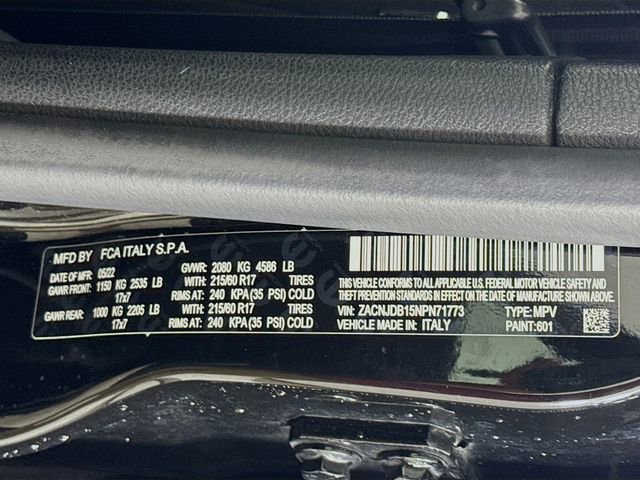 MFD BY FCA ITALY S.P.A.
DATE OF MFR: 05/22 GVWR: 2080 KG 4586 LB
GAWR FRONT: 1150 KG 2535 LB WITH: 215/60 R17 TIRES
17x7 RIMS AT: 240 KPA(35 PSI) COLD
GAWR REAR: 1000 KG 2205 LB WITH: 215/60 R17 TIRES
17x7 RIMS AT: 240 KPA(35 PSI) COLD
THIS VEHICLE CONFORMS TO ALL APPLICABLE U.S. FEDERAL MOTOR VEHICLE SAFETY,
BUMPER, AND THEFT PREVENTION STANDARDS IN EFFECT ON THE DATE OF MANUFACTURE SHOWN ABOVE.
VIN: ZACNJDB15NPN71773 TYPE: MPV
VEHICLE MADE IN: ITALY PAINT: 601